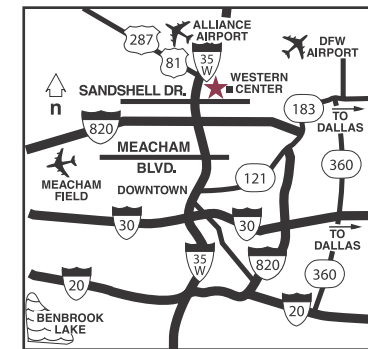 ALLIANCE
AIRPORT
287
81
35
W
DFW
AIRPORT
WESTERN
CENTER
SANDSHELL DR.
n
183
TO
DALLAS
820
MEACHAM
BLVD.
360
MEACHAM
FIELD
DOWNTOWN
121
30
30
TO
DALLAS
35
W
820
360
20
20
BENBROOK
LAKE